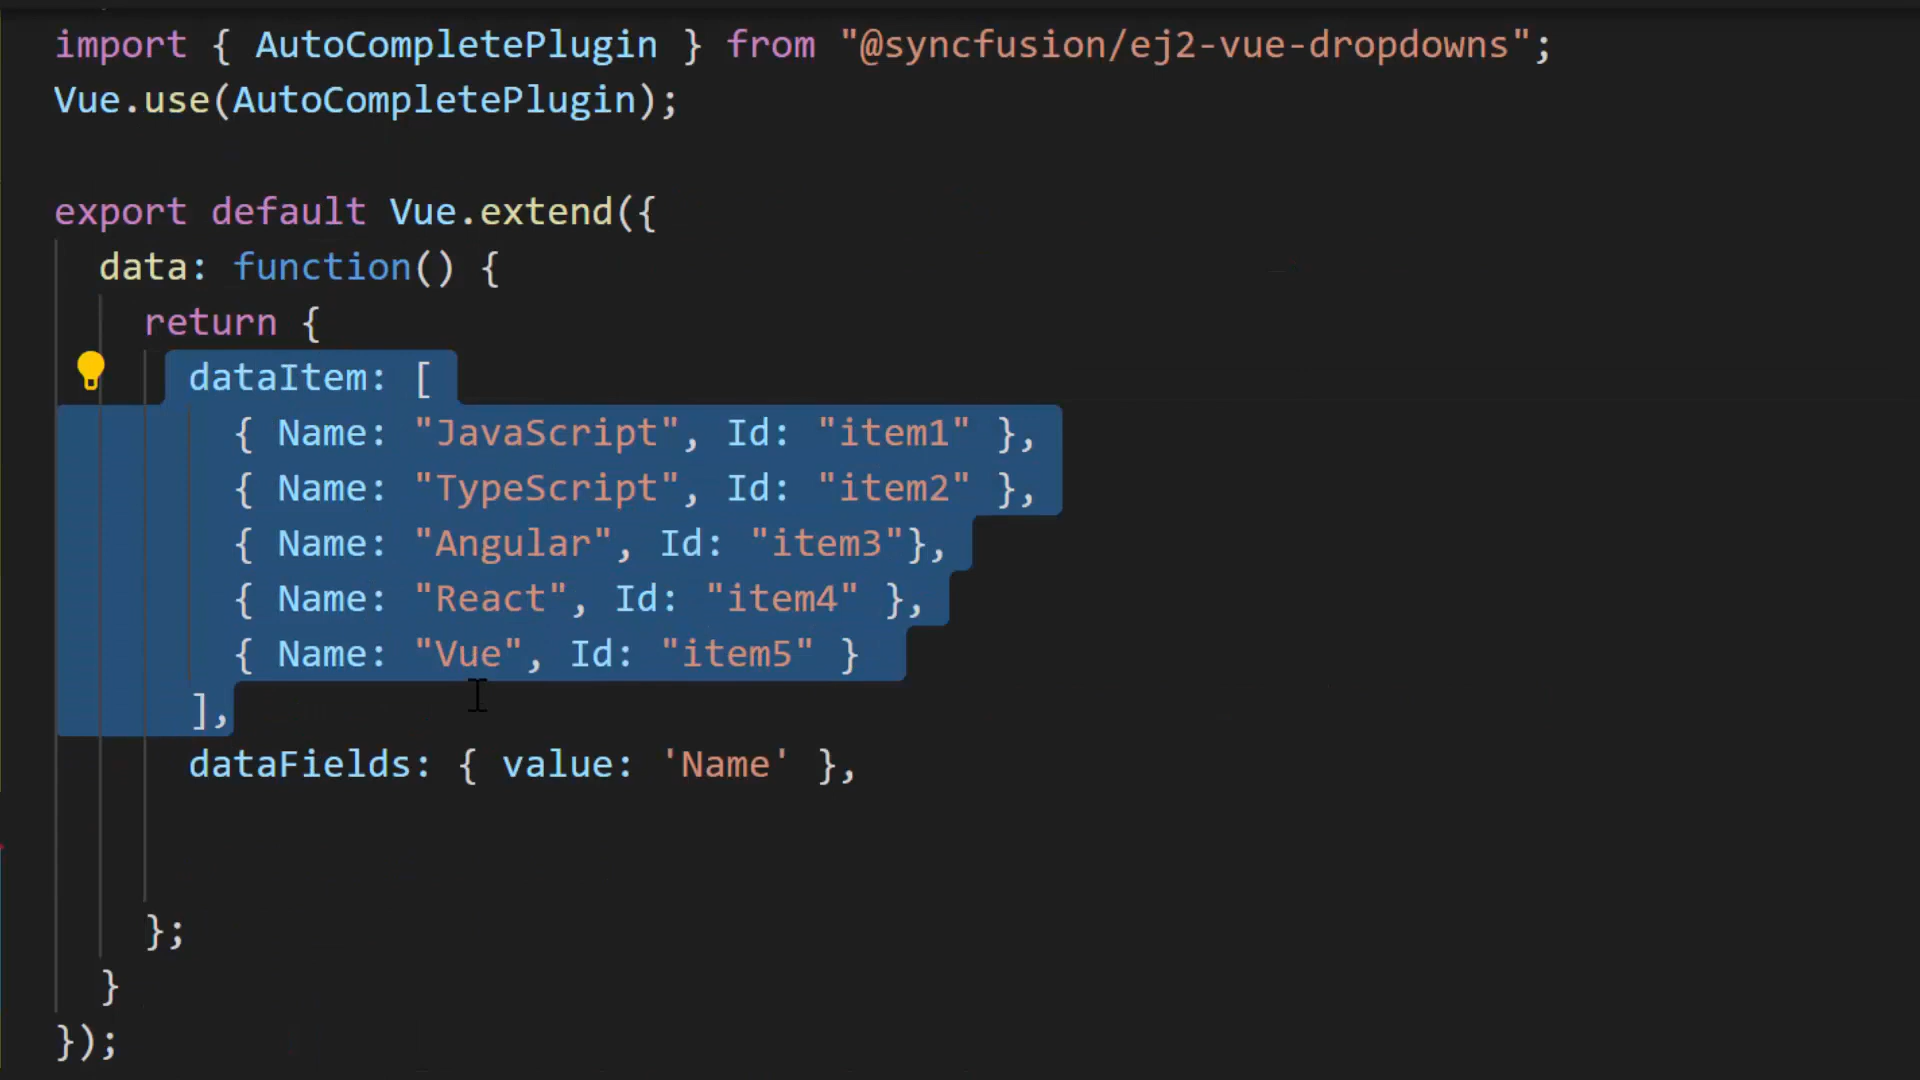 import { AutoCompletePlugin } from "@syncfusion/ej2-vue-dropdowns";
Vue.use(AutoCompletePlugin);
export default Vue.extend({
data: function() {
return {
dataItem: [
{ Name: "JavaScript", Id: "item1" },
{ Name: "TypeScript", Id: "item2" },
{ Name: "Angular", Id: "item3"},
{ Name: "React", Id: "item4" },
{ Name: "Vue", Id: "item5" }
],
dataFields: { value: 'Name' },
};
}
});